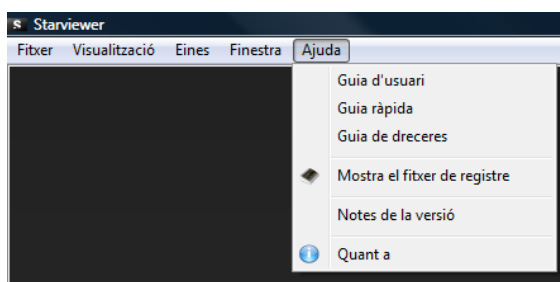 S Starviewer
Fitxer Visualització Eines Finestra Ajuda
Guia d'usuari
Guia ràpida
Guia de dreceres
Mostra el fitxer de registre
Notes de la versió
Quant a